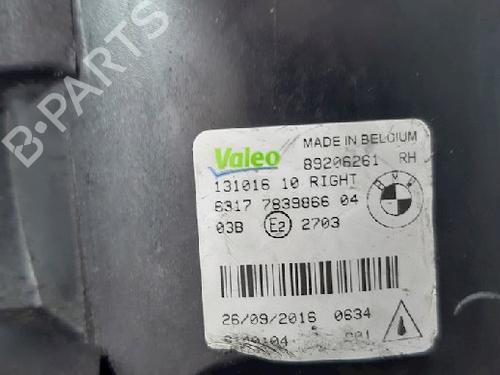 B-PARTS
Valeo
MADE IN BELGIUM
89206261 RH
131016 10 RIGHT
6317 7839866 04
03B E2 2703
26/09/2016 0634